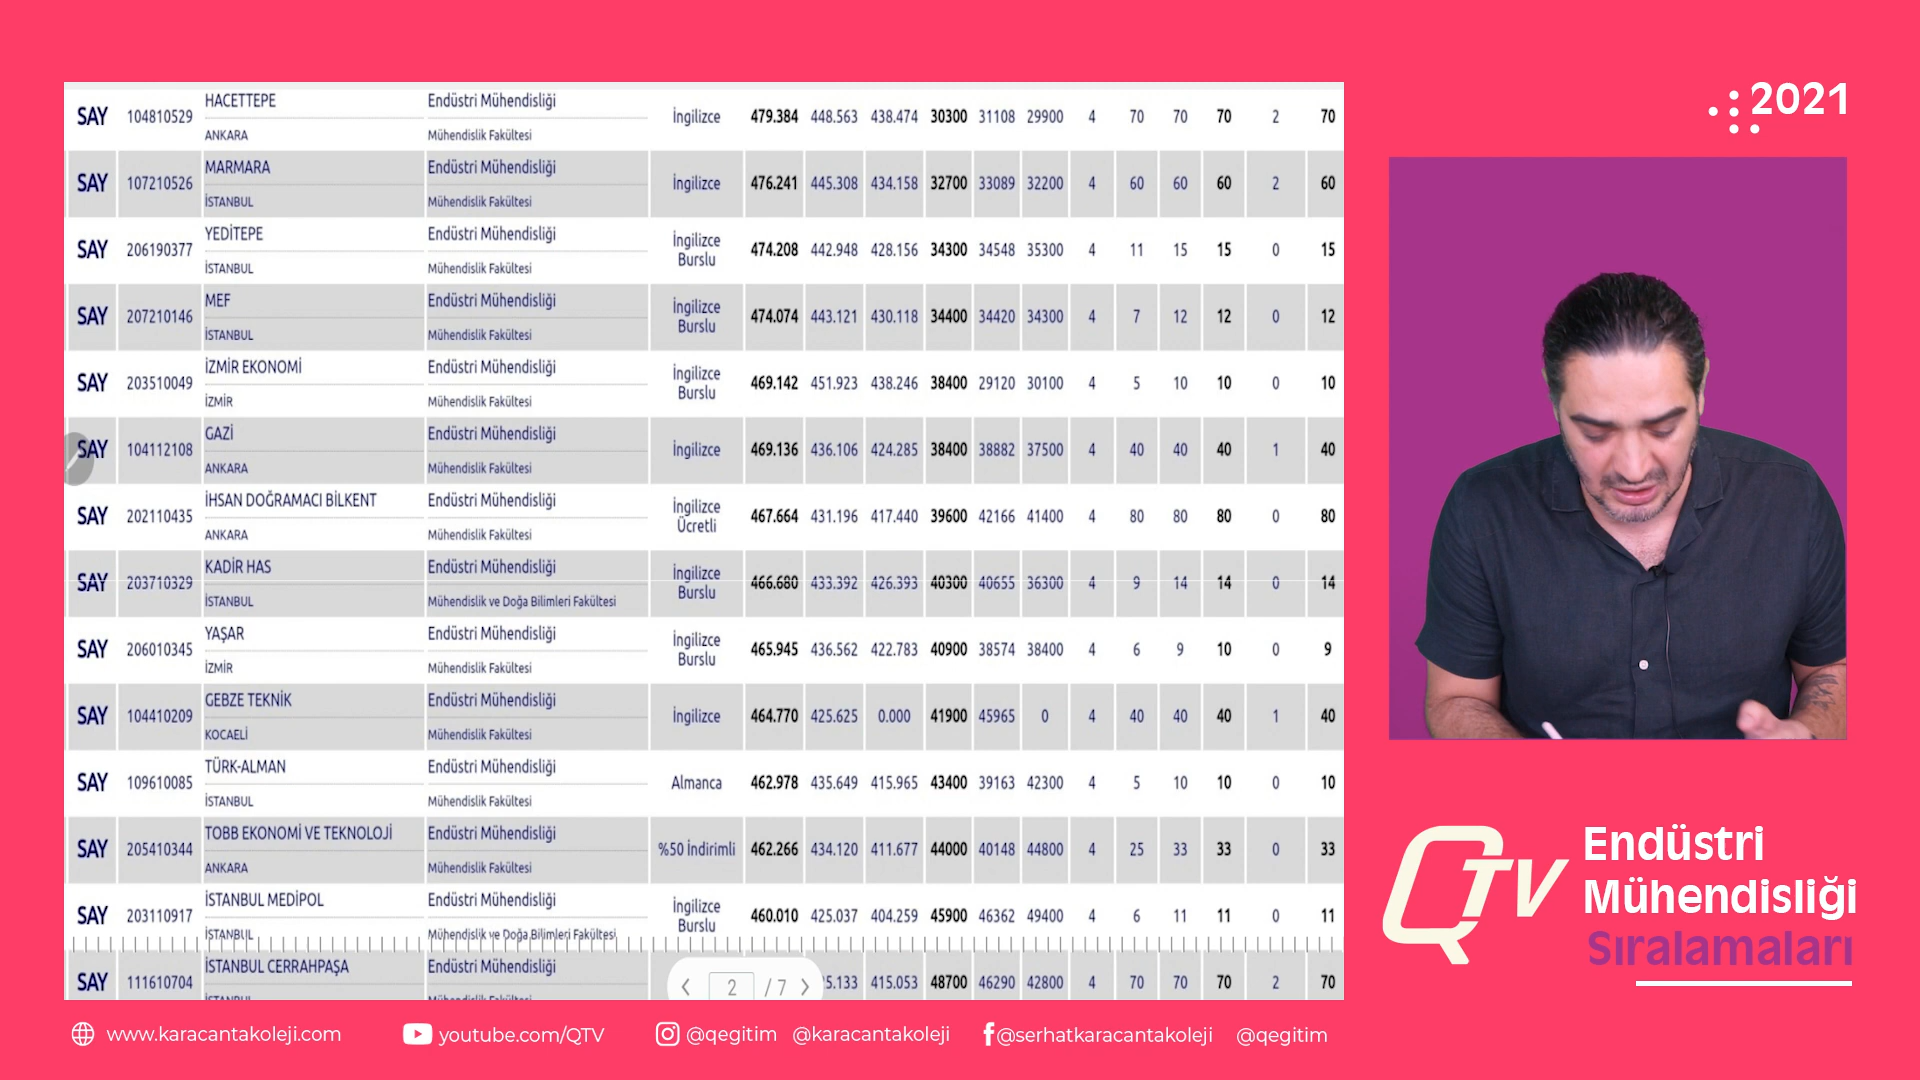 2021
SAY 104810529 HACETTEPE Endüstri Mühendisliği İngilizce 479.384 448.563 438.474 30300 31108 29900 4 70 70 70 2 70
ANKARA Mühendislik Fakültesi
SAY 107210526 MARMARA Endüstri Mühendisliği İngilizce 476.241 445.308 434.158 32700 33089 32200 4 60 60 60 2 60
İSTANBUL Mühendislik Fakültesi
SAY 206190377 YEDİTEPE Endüstri Mühendisliği İngilizce Burslu 474.208 442.948 428.156 34300 34548 35300 4 11 15 15 0 15
İSTANBUL Mühendislik Fakültesi
SAY 207210146 MEF Endüstri Mühendisliği İngilizce Burslu 474.074 443.121 430.118 34400 34420 34300 4 7 12 12 0 12
İSTANBUL Mühendislik Fakültesi
SAY 203510049 İZMİR EKONOMİ Endüstri Mühendisliği İngilizce Burslu 469.142 451.923 438.246 38400 29120 30100 4 5 10 10 0 10
İZMİR Mühendislik Fakültesi
SAY 104112108 GAZİ Endüstri Mühendisliği İngilizce 469.136 436.106 424.285 38400 38882 37500 4 40 40 40 1 40
ANKARA Mühendislik Fakültesi
SAY 202110435 İHSAN DOĞRAMACI BİLKENT Endüstri Mühendisliği İngilizce Ücretli 467.664 431.196 417.440 39600 42166 41400 4 80 80 80 0 80
ANKARA Mühendislik Fakültesi
SAY 203710329 KADİR HAS Endüstri Mühendisliği İngilizce Burslu 466.680 433.392 426.393 40300 40655 36300 4 9 14 14 0 14
İSTANBUL Mühendislik ve Doğa Bilimleri Fakültesi
SAY 206010345 YAŞAR Endüstri Mühendisliği İngilizce Burslu 465.945 436.562 422.783 40900 38574 38400 4 6 9 10 0 9
İZMİR Mühendislik Fakültesi
SAY 104410209 GEBZE TEKNİK Endüstri Mühendisliği İngilizce 464.770 425.625 0.000 41900 45965 0 4 40 40 40 1 40
KOCAELİ Mühendislik Fakültesi
SAY 109610085 TÜRK-ALMAN Endüstri Mühendisliği Almanca 462.978 435.649 415.965 43400 39163 42300 4 5 10 10 0 10
İSTANBUL Mühendislik Fakültesi
SAY 205410344 TOBB EKONOMİ VE TEKNOLOJİ Endüstri Mühendisliği %50 İndirimli 462.266 434.120 411.677 44000 40148 44800 4 25 33 33 0 33
ANKARA Mühendislik Fakültesi
SAY 203110917 İSTANBUL MEDİPOL Endüstri Mühendisliği İngilizce Burslu 460.010 425.037 404.259 45900 46362 49400 4 6 11 11 0 11
İSTANBUL Mühendislik ve Doğa Bilimleri Fakültesi
SAY 111610704 İSTANBUL CERRAHPAŞA Endüstri Mühendisliği 5.133 415.053 48700 46290 42800 4 70 70 70 2 70
2 / 7
QTV
Endüstri
Mühendisliği
Sıralamaları
www.karacantakoleji.com youtube.com/QTV @qegitim @karacantakoleji @serhatkaracantakoleji @qegitim